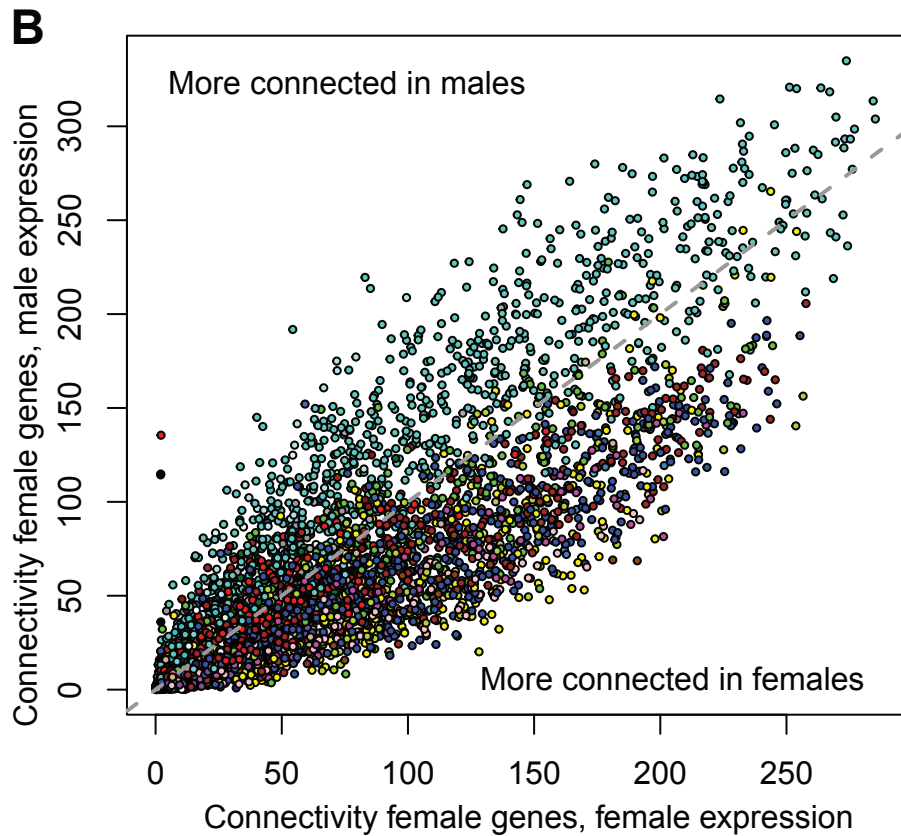 B
More connected in males
Connectivity female genes, male expression
300
250
200
150
100
50
0
More connected in females
0 50 100 150 200 250
Connectivity female genes, female expression